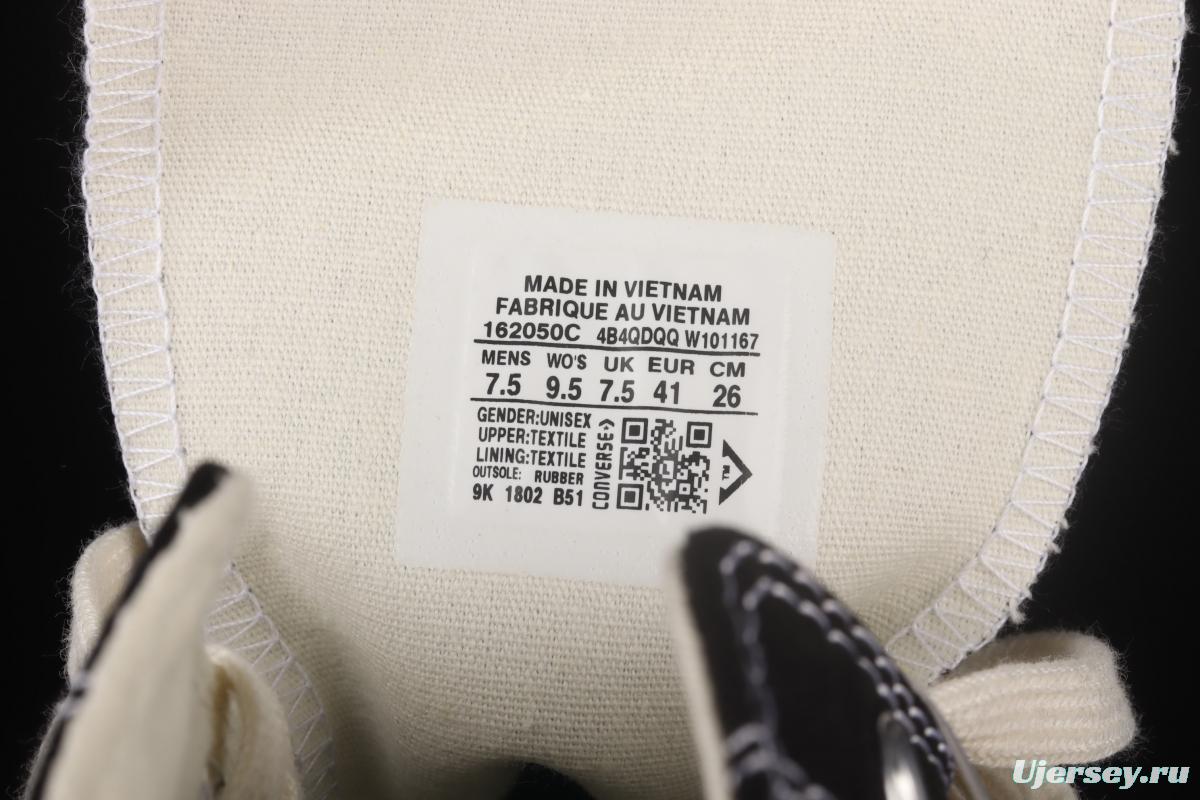 MADE IN VIETNAM
FABRIQUE AU VIETNAM
162050C 4B4QDQQ W101167
MENS WO'S UK EUR CM
7.5 9.5 7.5 41 26
GENDER:UNISEX
UPPER:TEXTILE
LINING:TEXTILE
OUTSOLE: RUBBER
9K 1802 B51
CONVERSE
TM
Ujersey.ru